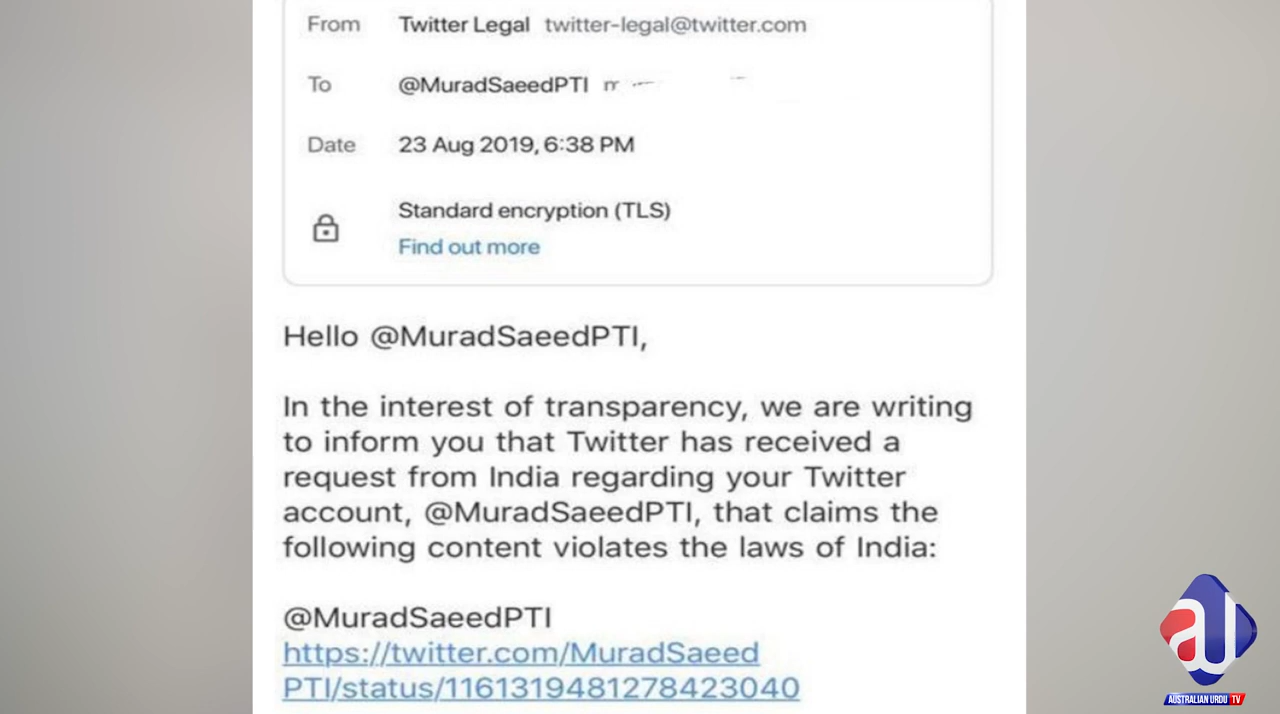 From Twitter Legal twitter-legal@twitter.com
To @MuradSaeedPTI
Date 23 Aug 2019, 6:38 PM
Standard encryption (TLS)
Find out more
Hello @MuradSaeedPTI,
In the interest of transparency, we are writing
to inform you that Twitter has received a
request from India regarding your Twitter
account, @MuradSaeedPTI, that claims the
following content violates the laws of India:
@MuradSaeedPTI
https://twitter.com/MuradSaeed
PTI/status/1161319481278423040
AUSTRALIAN URDU TV